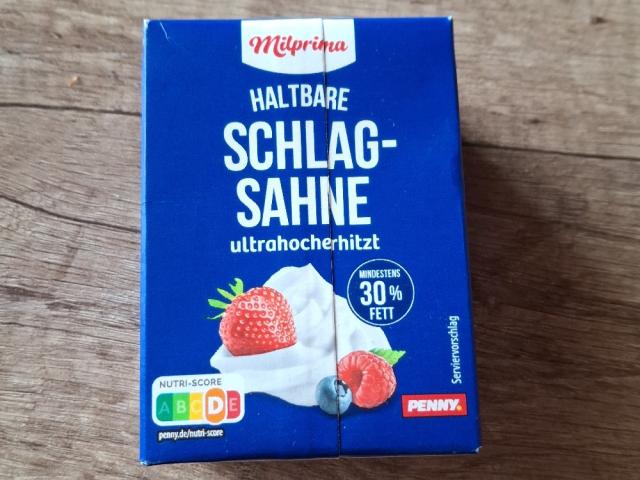 Milprima
HALTBARE
SCHLAG-
SAHNE
ultrahocherhitzt
MINDESTENS
30%
FETT
Serviervorschlag
NUTRI-SCORE
A B C D E
penny.de/nutri-score
PENNY.